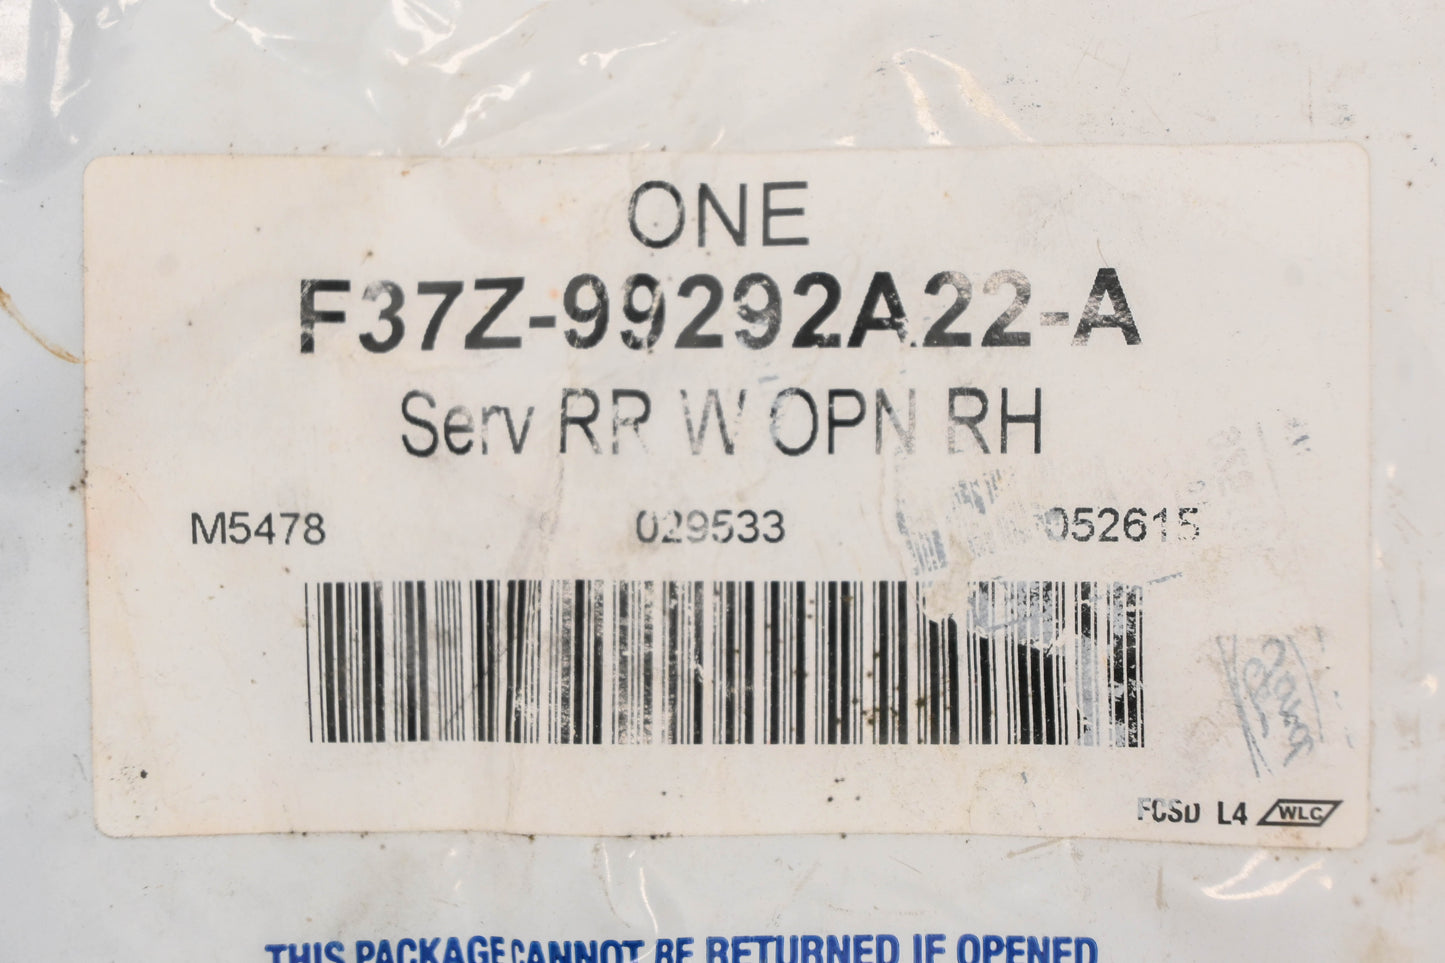 ONE
F37Z-99292A22-A
Serv RR W OPN RH
M5478 029533 052615
FCSD L4 WLC
THIS PACKAGE CANNOT BE RETURNED IF OPENED